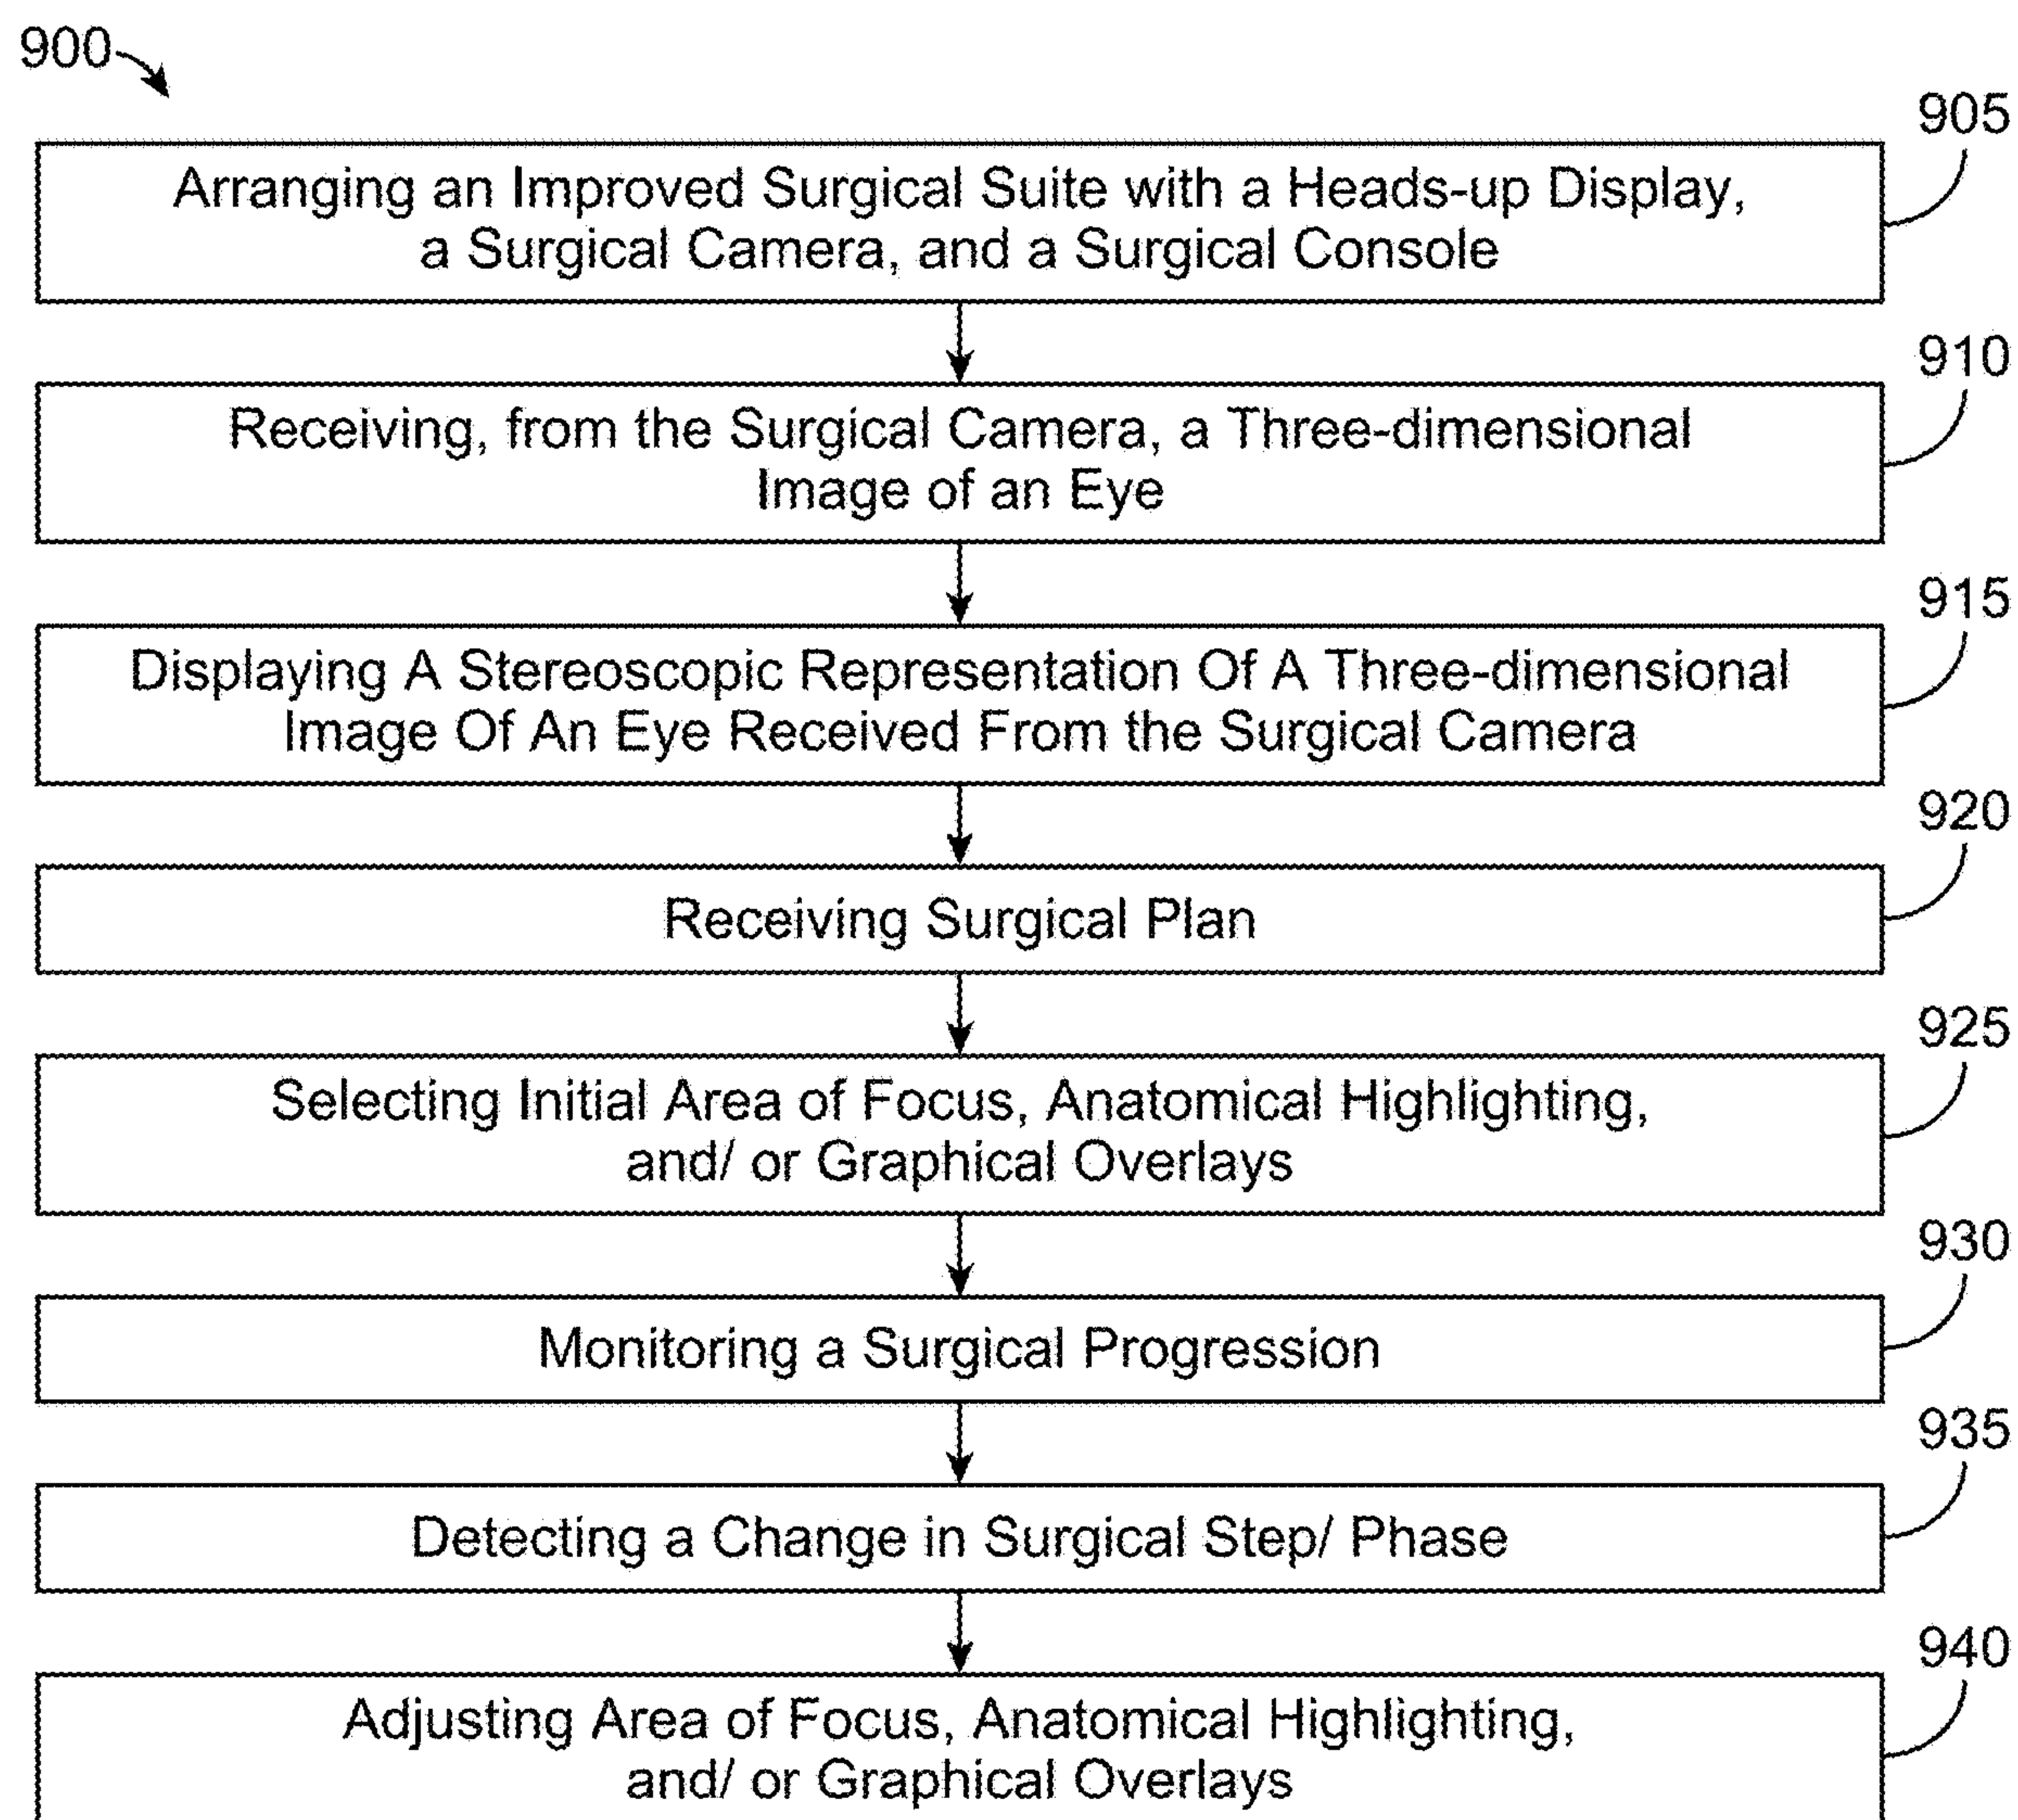 900
905
Arranging an Improved Surgical Suite with a Heads-up Display,
a Surgical Camera, and a Surgical Console
910
Receiving, from the Surgical Camera, a Three-dimensional
Image of an Eye
915
Displaying A Stereoscopic Representation Of A Three-dimensional
Image Of An Eye Received From the Surgical Camera
920
Receiving Surgical Plan
925
Selecting Initial Area of Focus, Anatomical Highlighting,
and/ or Graphical Overlays
930
Monitoring a Surgical Progression
935
Detecting a Change in Surgical Step/ Phase
940
Adjusting Area of Focus, Anatomical Highlighting,
and/ or Graphical Overlays